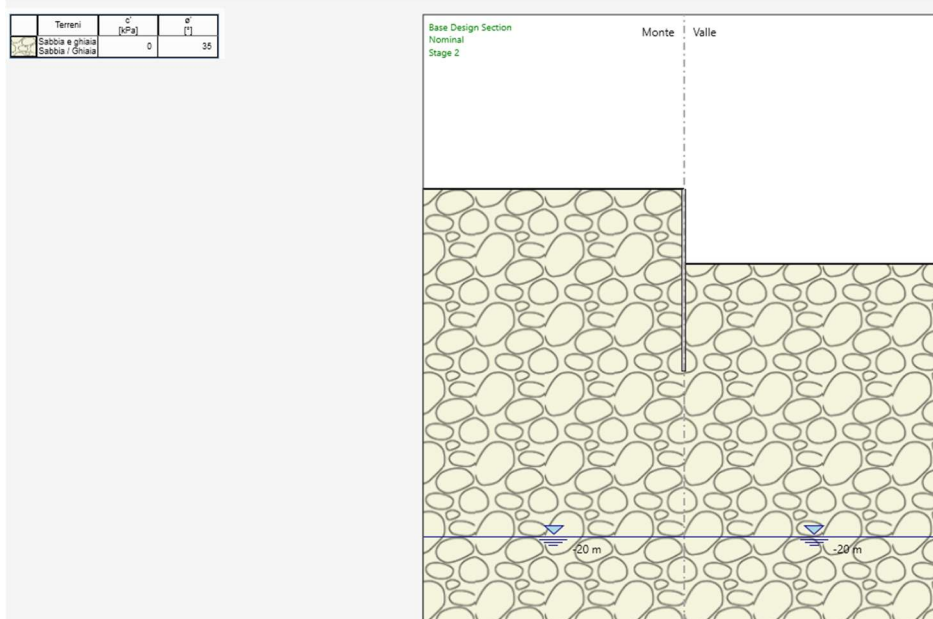 Terreni c' ø'
[kPa] [°]
Sabbia e ghiaia 0 35
Sabbia / Ghiaia
Base Design Section
Nominal
Stage 2
Monte Valle
-20 m -20 m